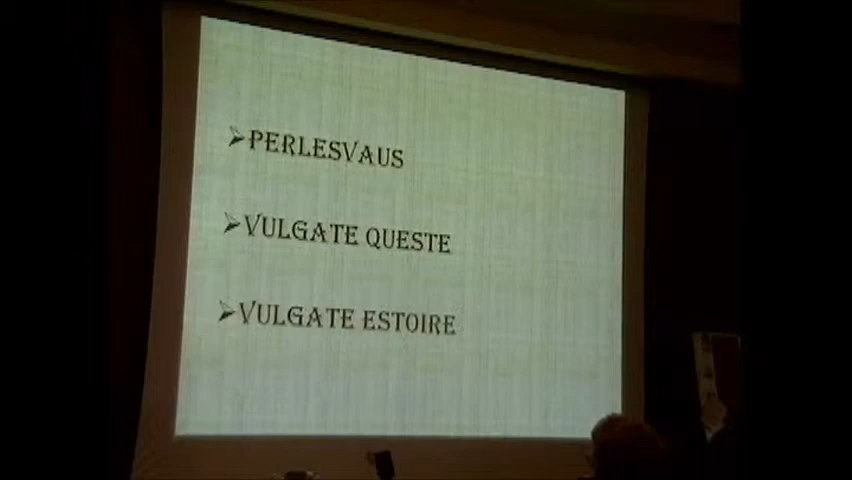 ➢PERLESVAUS
➢VULGATE QUESTE
➢VULGATE ESTOIRE